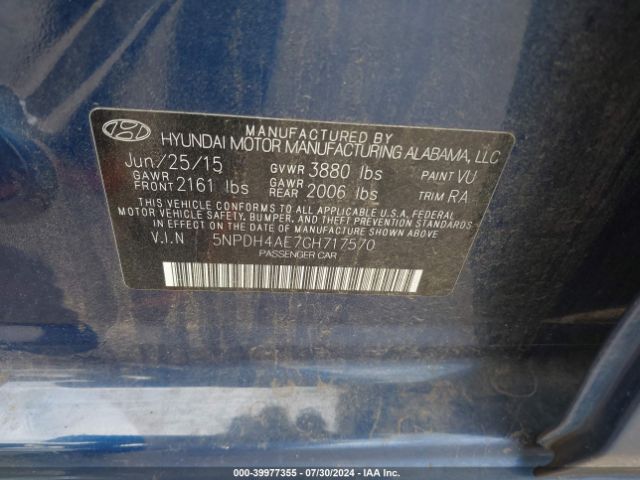 MANUFACTURED BY
HYUNDAI MOTOR MANUFACTURING ALABAMA, LLC
Jun/25/15 GVWR 3880 lbs PAINT VU
GAWR FRONT 2161 lbs GAWR REAR 2006 lbs TRIM RA
THIS VEHICLE CONFORMS TO ALL APPLICABLE U.S.A. FEDERAL
MOTOR VEHICLE SAFETY, BUMPER, AND THEFT PREVENTION
STANDARDS IN EFFECT ON THE DATE OF MANUFACTURE SHOWN ABOVE.
V.I.N 5NPDH4AE7GH717570
PASSENGER CAR
000-39977355 - 07/30/2024 - IAA Inc.